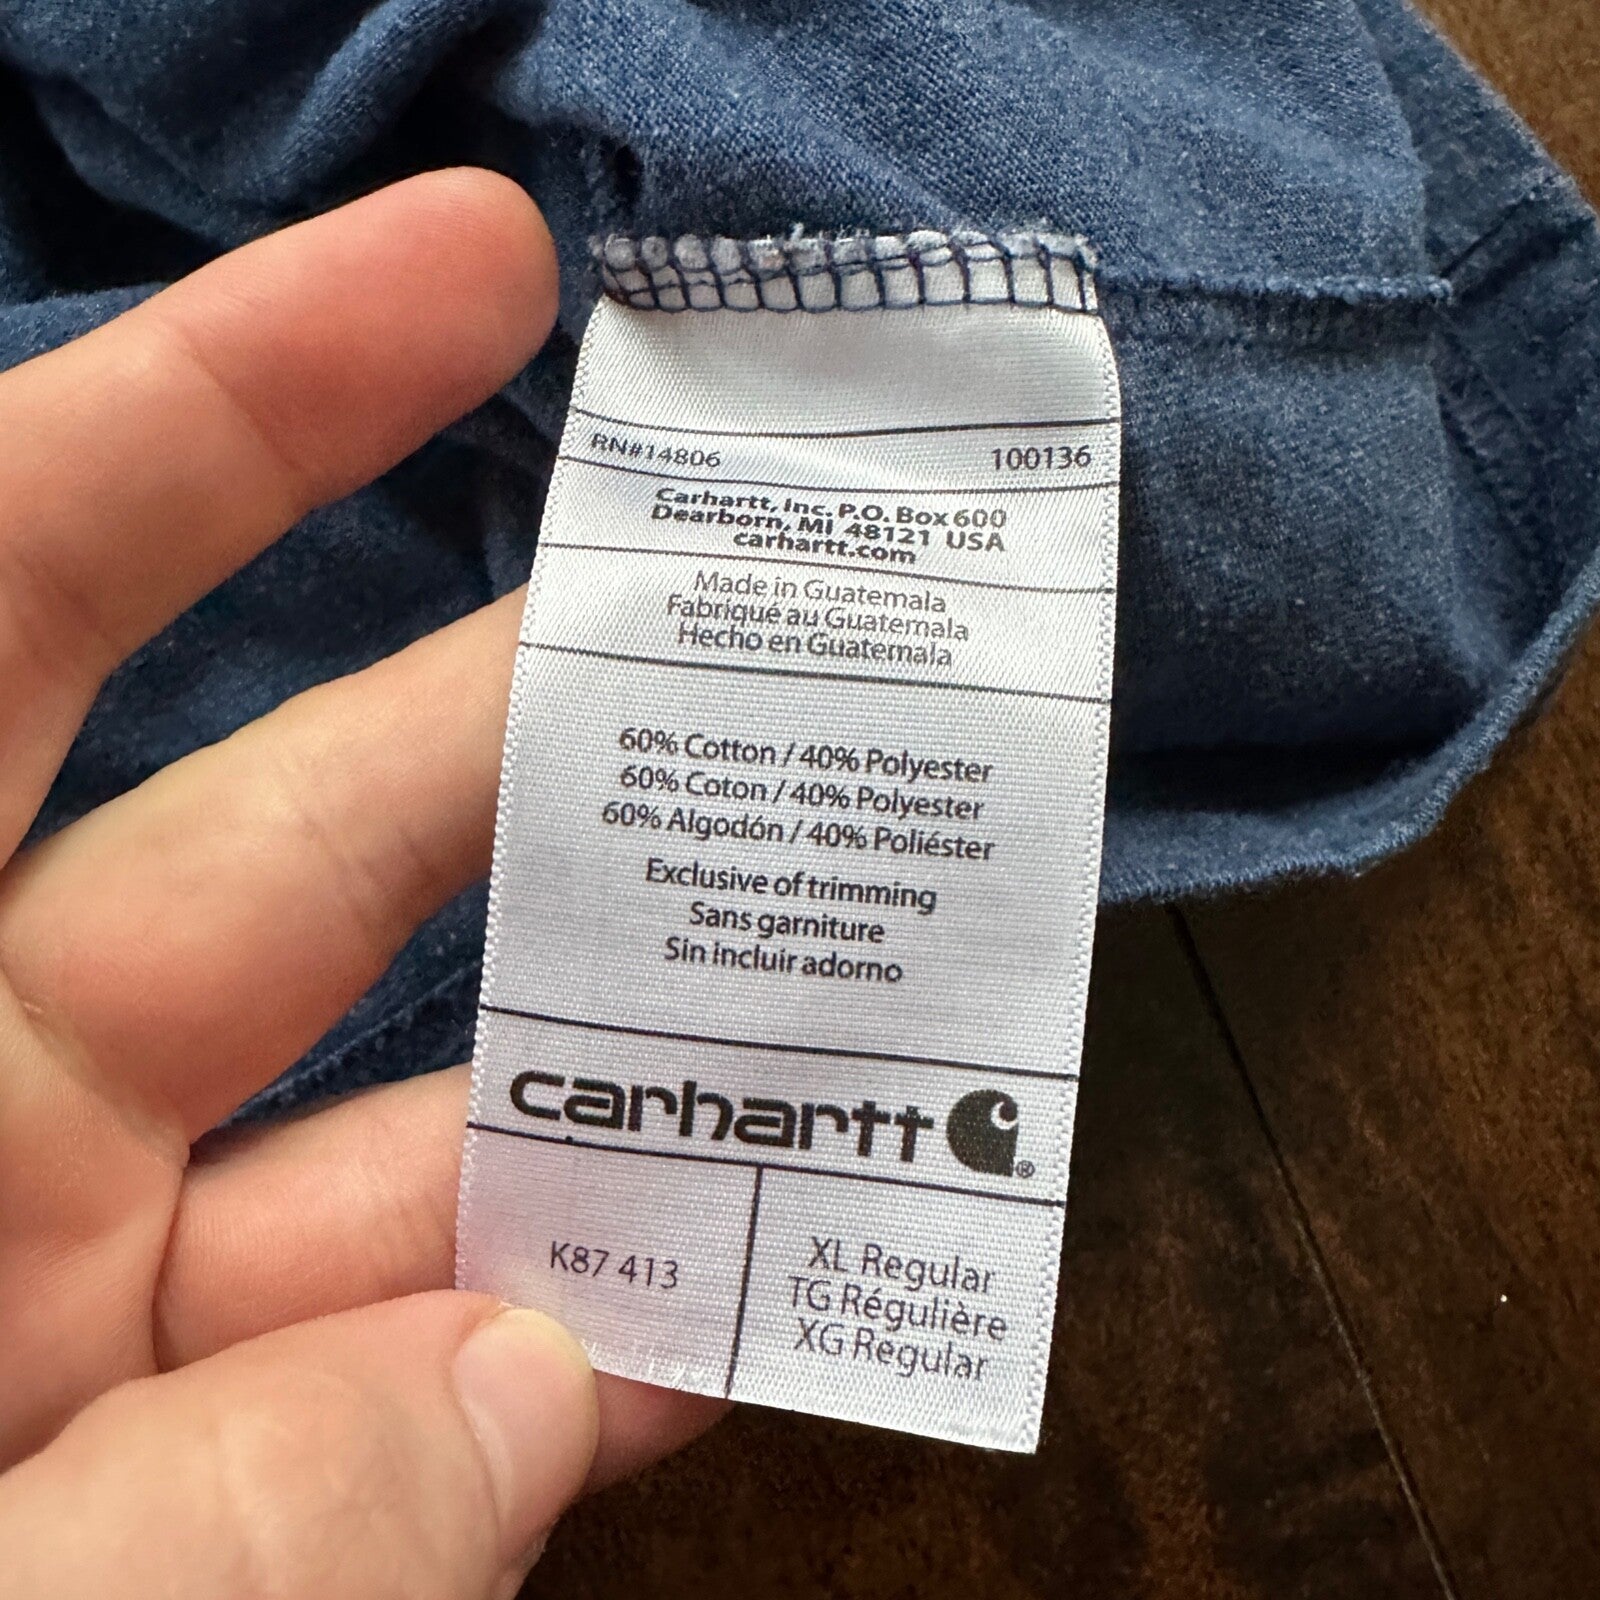 RN#14806 100136
Carhartt, Inc. P.O. Box 600
Dearborn, MI 48121 USA
carhartt.com
Made in Guatemala
Fabriqué au Guatemala
Hecho en Guatemala
60% Cotton / 40% Polyester
60% Coton / 40% Polyester
60% Algodón / 40% Poliéster
Exclusive of trimming
Sans garniture
Sin incluir adorno
carhartt ®
K87 413
XL Regular
TG Régulière
XG Regular